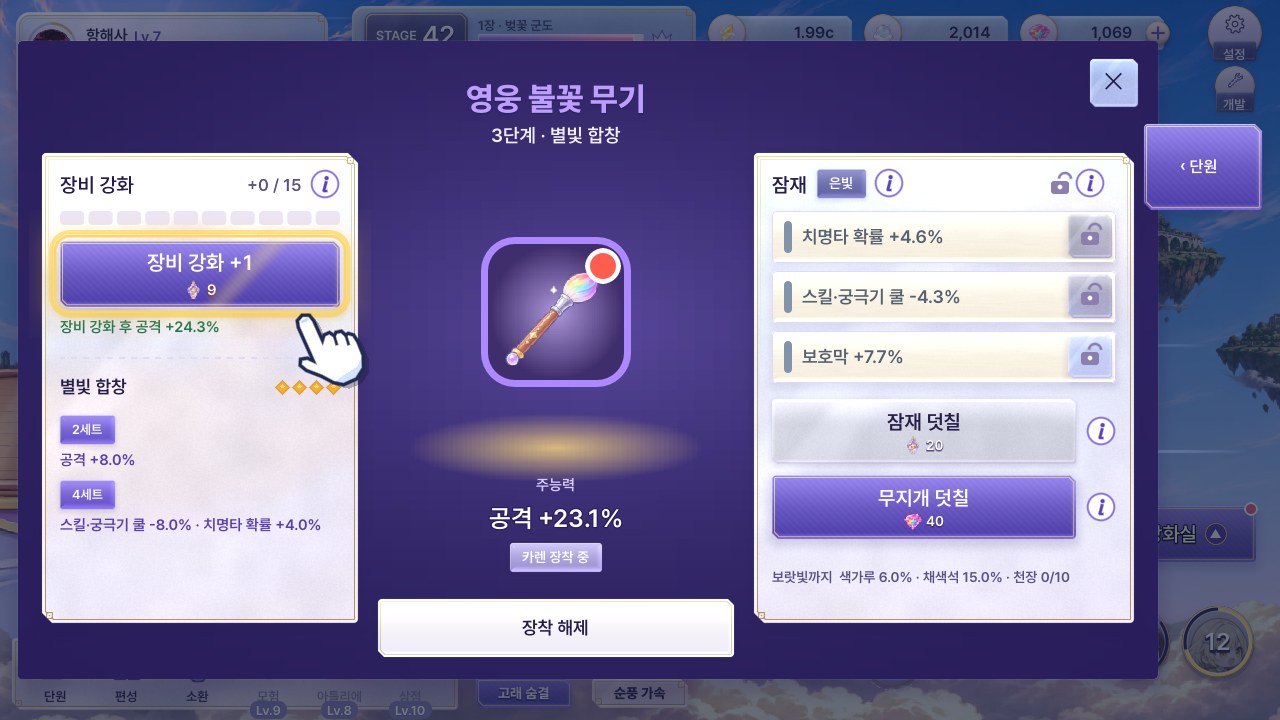 항해사 Lv.7
STAGE 42
1장 · 벚꽃 군도
1.99c
2,014
1,069
설정
개발
영웅 불꽃 무기
3단계 · 별빛 합창
‹ 단원
장비 강화
+0 / 15
장비 강화 +1
9
장비 강화 후 공격 +24.3%
별빛 합창
2세트
공격 +8.0%
4세트
스킬·궁극기 쿨 -8.0% · 치명타 확률 +4.0%
주능력
공격 +23.1%
카렌 장착 중
장착 해제
잠재 은빛
치명타 확률 +4.6%
스킬·궁극기 쿨 -4.3%
보호막 +7.7%
잠재 덧칠
20
무지개 덧칠
40
보랏빛까지 색가루 6.0% · 채색석 15.0% · 천장 0/10
12
단원
편성
소환
모험
Lv.9
아틀리에
Lv.8
상점
Lv.10
고래 숨결
순풍 가속